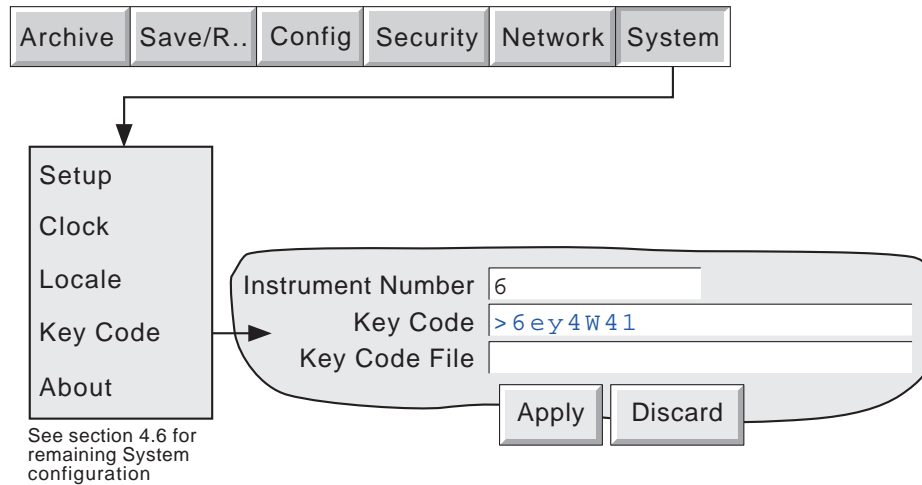 Archive Save/R.. Config Security Network System
Setup
Clock
Locale
Key Code
About
See section 4.6 for
remaining System
configuration
Instrument Number 6
Key Code >6ey4W41
Key Code File
Apply Discard